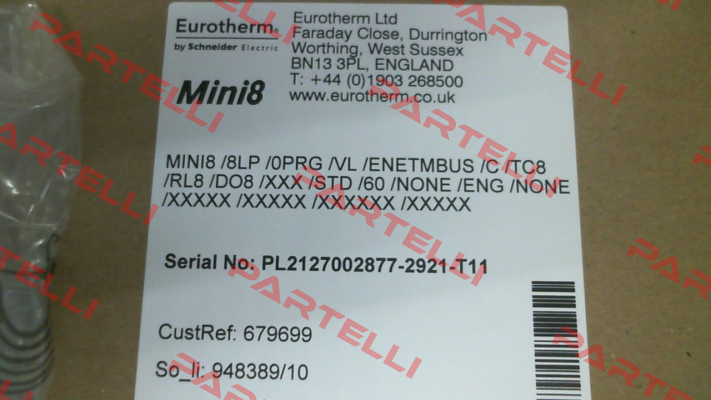 Eurotherm®
by Schneider Electric
Mini8
Eurotherm Ltd
Faraday Close, Durrington
Worthing, West Sussex
BN13 3PL, ENGLAND
T: +44 (0)1903 268500
www.eurotherm.co.uk
MINI8 /8LP /0PRG /VL /ENETMBUS /C /TC8
/RL8 /DO8 /XXX /STD /60 /NONE /ENG /NONE
/XXXXX /XXXXX /XXXXXX /XXXXX
Serial No: PL2127002877-2921-T11
CustRef: 679699
So_li: 948389/10
PARTELLI
PARTELLI
PARTELLI
PARTELLI
PARTELLI